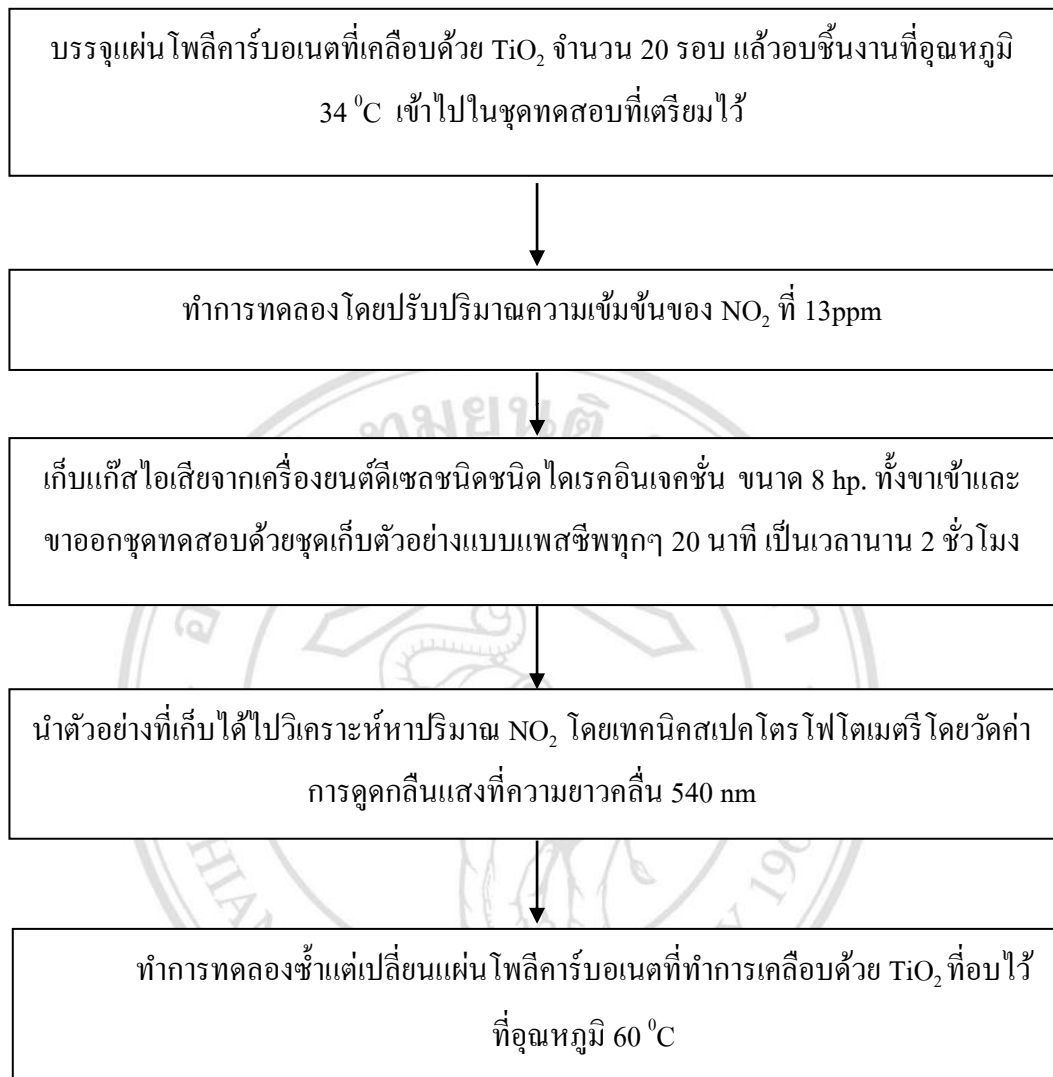 บรรจุแผ่นโพลีคาร์บอเนตที่เคลือบด้วย TiO₂ จำนวน 20 รอบ แล้วอบชิ้นงานที่อุณหภูมิ
34 ⁰C เข้าไปในชุดทดสอบที่เตรียมไว้
ทำการทดลองโดยปรับปริมาณความเข้มข้นของ NO₂ ที่ 13ppm
ทมยนติ
เก็บแก๊สไอเสียจากเครื่องยนต์ดีเซลชนิดชนิดไดเรคอินเจคชั่น ขนาด 8 hp. ทั้งขาเข้าและ
ขาออกชุดทดสอบด้วยชุดเก็บตัวอย่างแบบแพสซีพทุกๆ 20 นาที เป็นเวลานาน 2 ชั่วโมง
นำตัวอย่างที่เก็บได้ไปวิเคราะห์หาปริมาณ NO₂ โดยเทคนิคสเปคโตรโฟโตเมตรีโดยวัดค่า
การดูดกลืนแสงที่ความยาวคลื่น 540 nm
ทำการทดลองซ้ำแต่เปลี่ยนแผ่นโพลีคาร์บอเนตที่ทำการเคลือบด้วย TiO₂ ที่อบไว้
ที่อุณหภูมิ 60 ⁰C